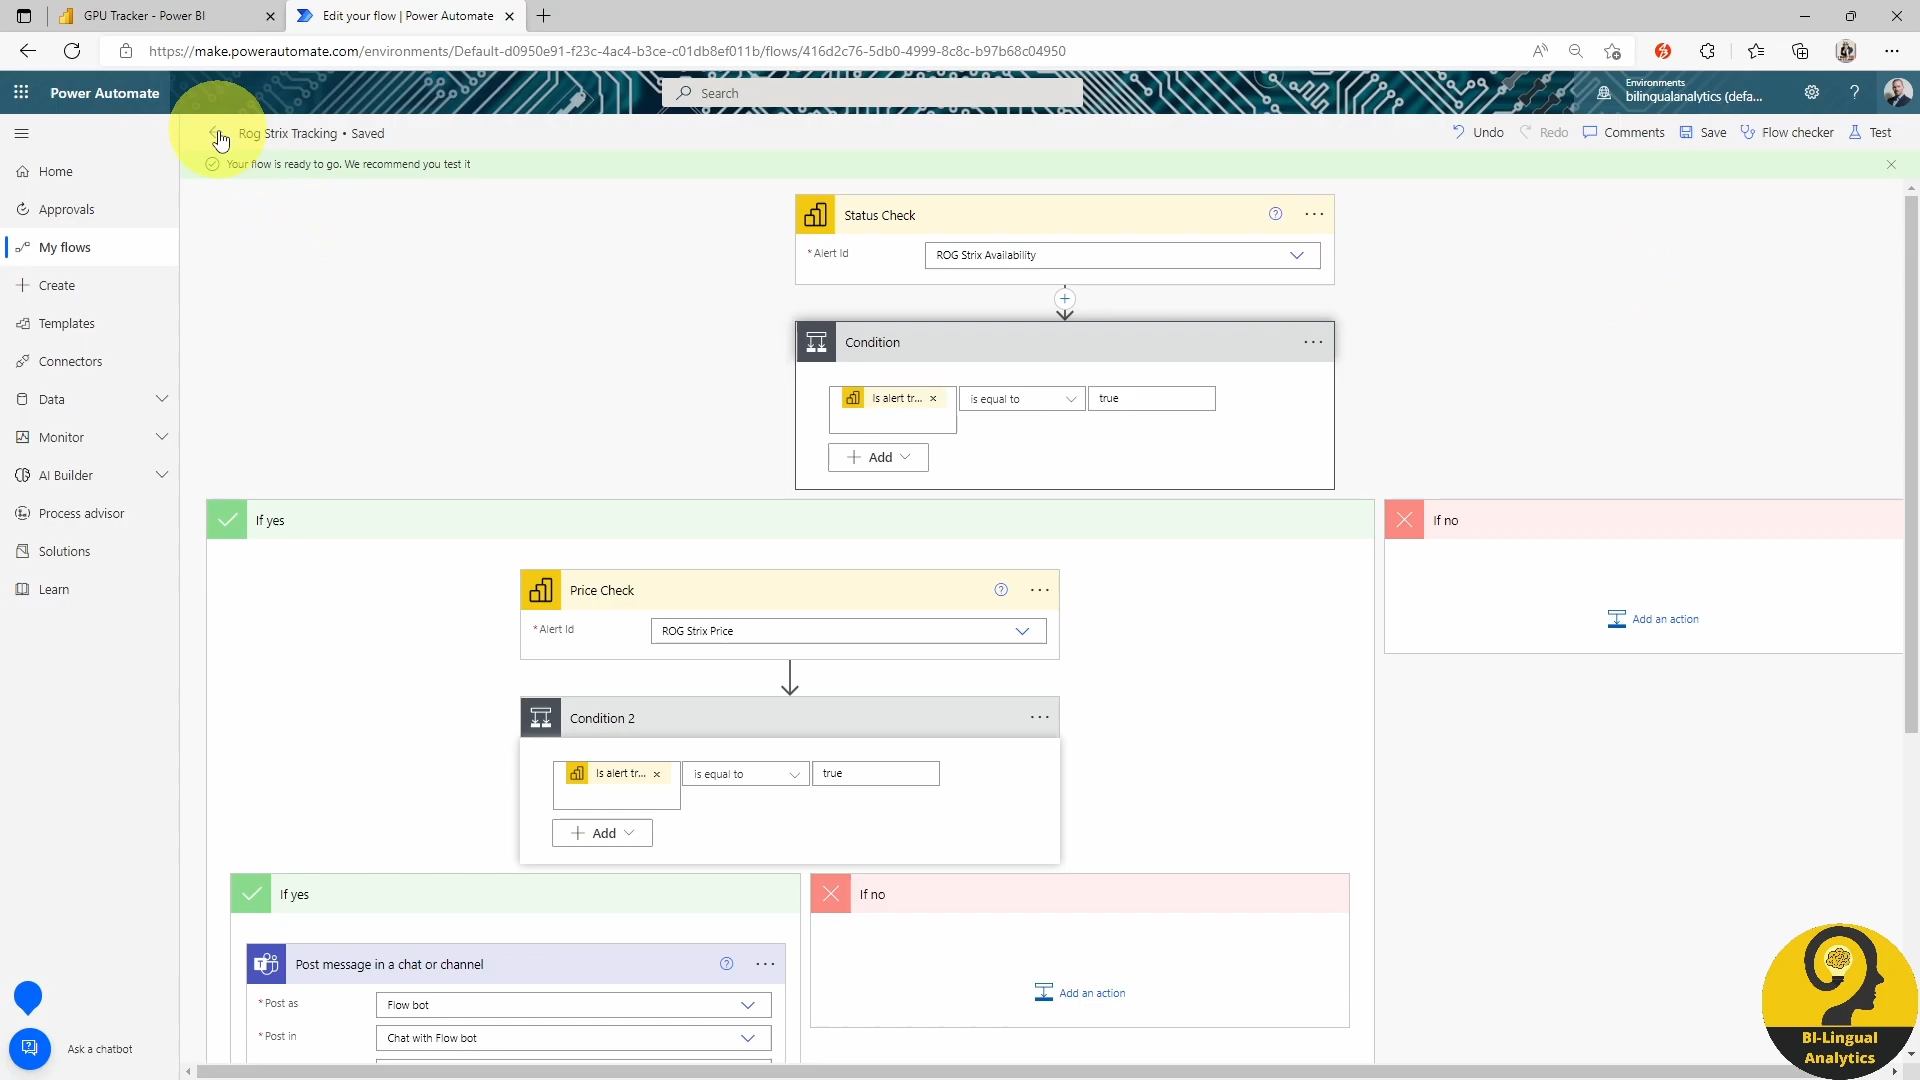 GPU Tracker - Power BI
Edit your flow | Power Automate
https://make.powerautomate.com/environments/Default-d0950e91-f23c-4ac4-b3ce-c01db8ef011b/flows/416d2c76-5db0-4999-8c8c-b97b68c04950
Power Automate
Search
Environments
bilingualanalytics (defa...
Rog Strix Tracking • Saved
Undo
Redo
Comments
Save
Flow checker
Test
Your flow is ready to go. We recommend you test it
Home
Approvals
My flows
Create
Templates
Connectors
Data
Monitor
AI Builder
Process advisor
Solutions
Learn
Ask a chatbot
Status Check
* Alert Id
ROG Strix Availability
Condition
Is alert tr...
is equal to
true
Add
If yes
If no
Add an action
Price Check
* Alert Id
ROG Strix Price
Condition 2
Is alert tr...
is equal to
true
Add
If yes
If no
Add an action
Post message in a chat or channel
* Post as
Flow bot
* Post in
Chat with Flow bot
BI-Lingual
Analytics